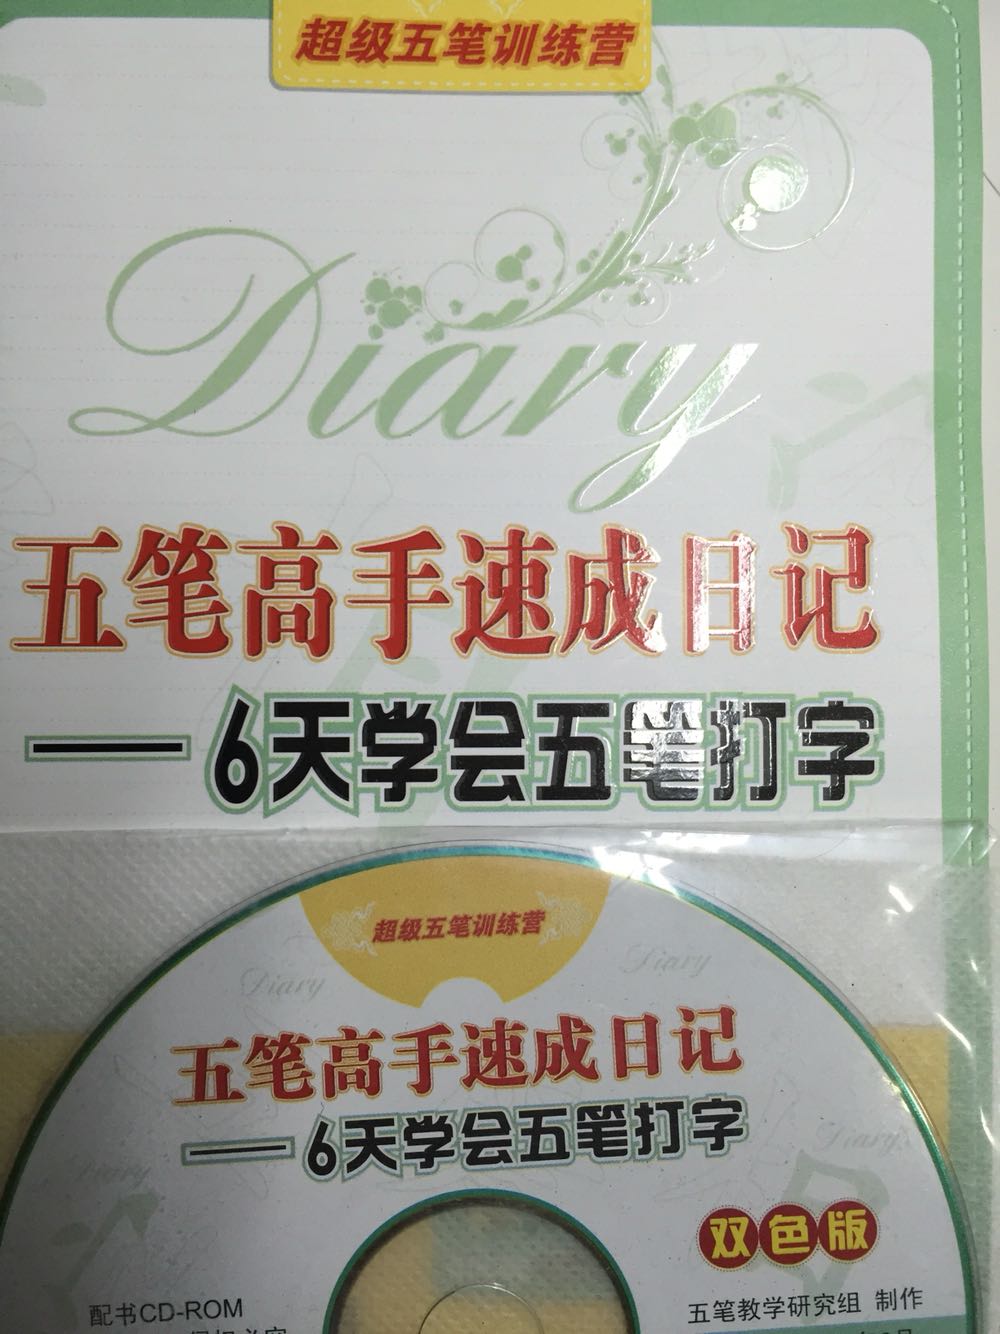 超级五笔训练营
Diary
五笔高手速成日记
——6天学会五笔打字
超级五笔训练营
Diary
Diary
五笔高手速成日记
——6天学会五笔打字
Diary
Diary
双色版
配书CD-ROM
五笔教学研究组 制作